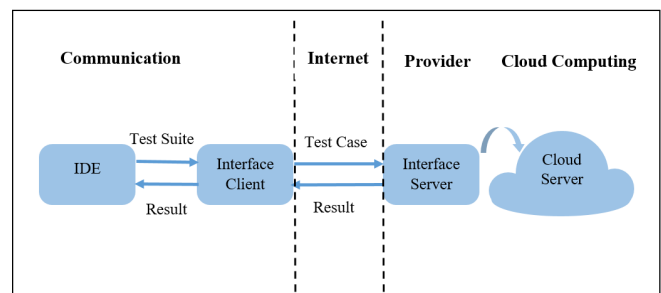 Communication
Internet
Provider
Cloud Computing
Test Suite
Test Case
IDE
Interface
Client
Interface
Server
Cloud
Server
Result
Result